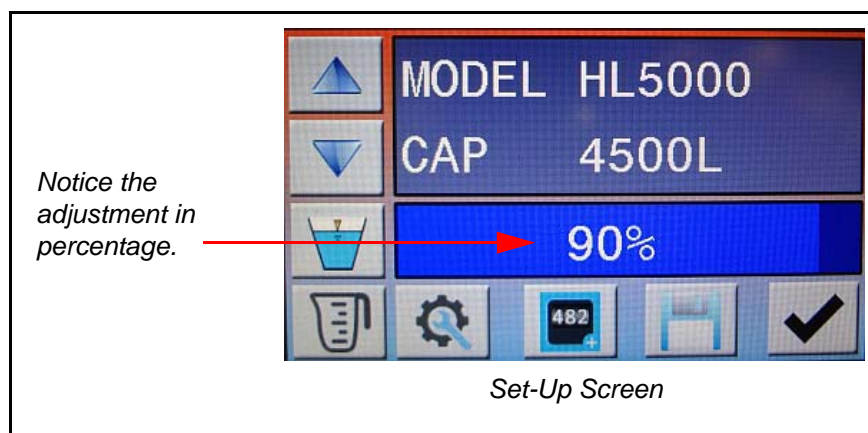 MODEL HL5000
CAP 4500L
Notice the
adjustment in
percentage.
90%
482
Set-Up Screen